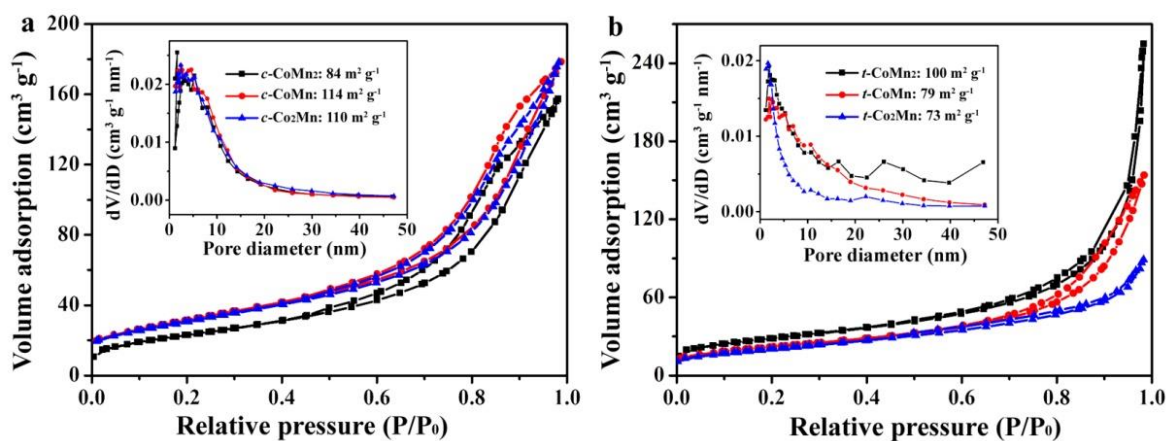 a
Volume adsorption (cm³ g⁻¹)
200
160
120
80
40
0
0.0 0.2 0.4 0.6 0.8 1.0
Relative pressure (P/P₀)
dV/dD (cm³ g⁻¹ nm⁻¹)
0.02
0.01
0.00
0 10 20 30 40 50
Pore diameter (nm)
c-CoMn₂: 84 m² g⁻¹
c-CoMn: 114 m² g⁻¹
c-Co₂Mn: 110 m² g⁻¹
b
Volume adsorption (cm³ g⁻¹)
240
180
120
60
0
0.0 0.2 0.4 0.6 0.8 1.0
Relative pressure (P/P₀)
dV/dD (cm³ g⁻¹ nm⁻¹)
0.02
0.01
0.00
0 10 20 30 40 50
Pore diameter (nm)
t-CoMn₂: 100 m² g⁻¹
t-CoMn: 79 m² g⁻¹
t-Co₂Mn: 73 m² g⁻¹